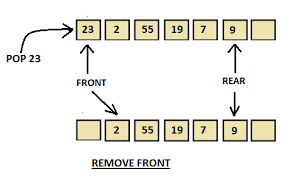 23 2 55 19 7 9
POP 23
FRONT REAR
2 55 19 7 9
REMOVE FRONT